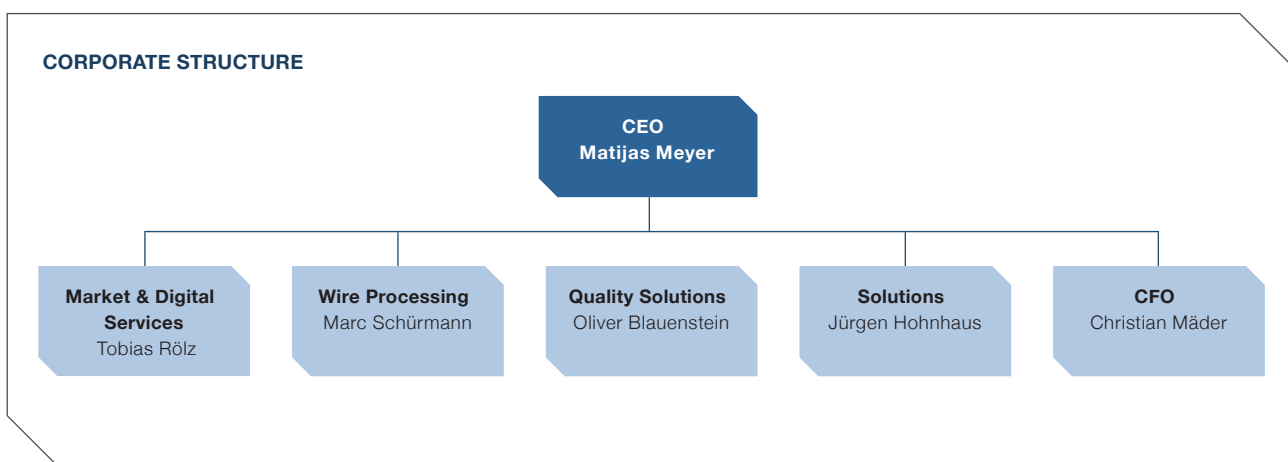 CORPORATE STRUCTURE
CEO
Matijas Meyer
Market & Digital
Services
Tobias Rölz
Wire Processing
Marc Schürmann
Quality Solutions
Oliver Blauenstein
Solutions
Jürgen Hohnhaus
CFO
Christian Mäder